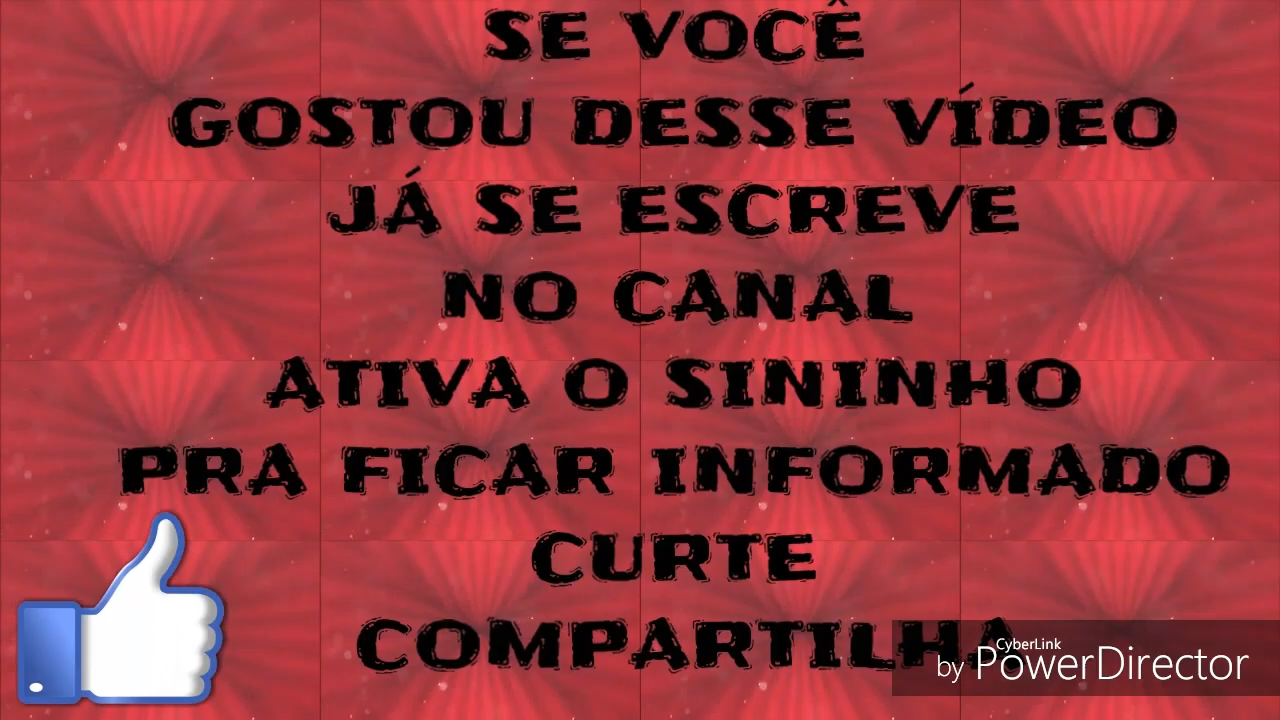 SE VOCÊ
GOSTOU DESSE VÍDEO
JÁ SE ESCREVE
NO CANAL
ATIVA O SININHO
PRA FICAR INFORMADO
CURTE
COMPARTILHA
CyberLink
by PowerDirector